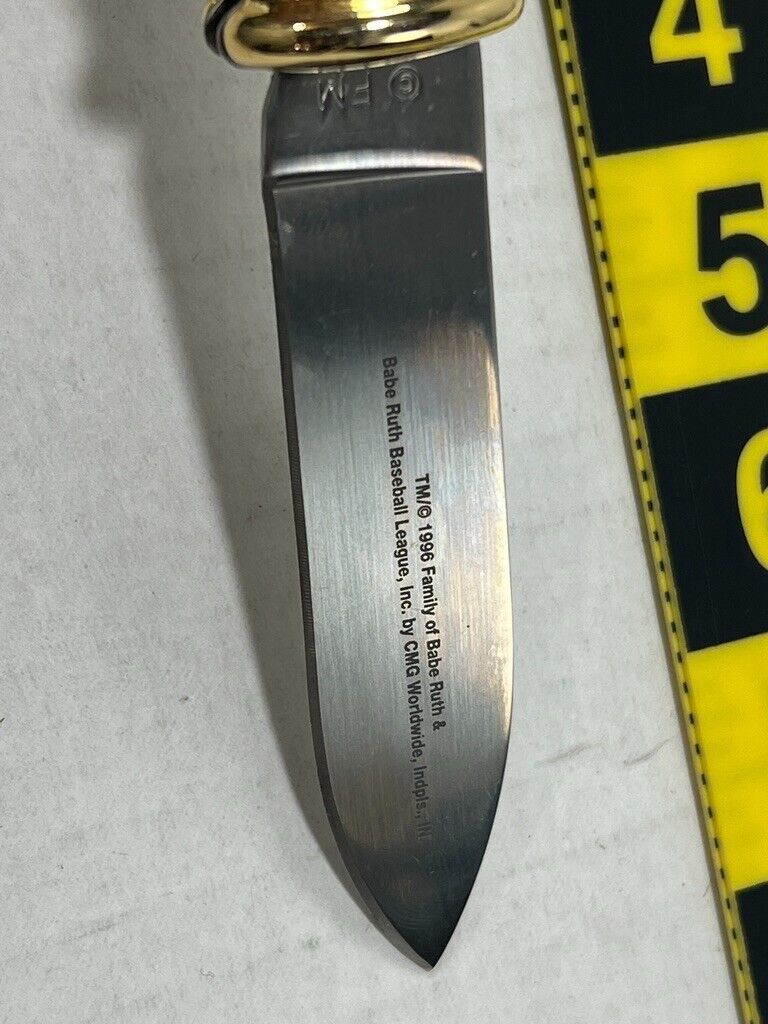 © FM
TM/© 1996 Family of Babe Ruth &
Babe Ruth Baseball League, Inc. by CMG Worldwide, Indpls., IN
4
5
6